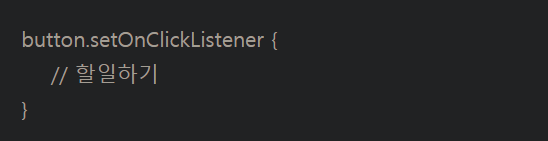 button.setOnClickListener {
// 할일하기
}